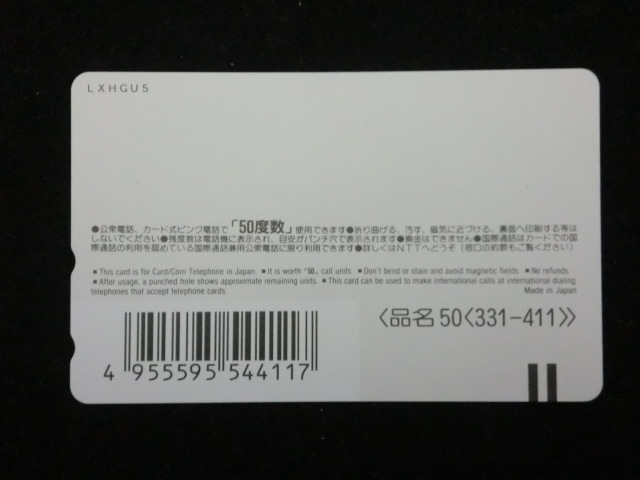 LXHGU5
●公衆電話、カード式ピンク電話で「50度数」使用できます●折り曲げる、汚す、磁気に近づける、裏面へ印刷する等は
しないでください●残度数は電話機に表示され、目安がパンチ穴で表示されます●換金はできません●国際通話はカードでの国
際通話の利用を認めている国際通話兼用公衆電話に限り利用できます●詳しくはNTTへどうぞ（窓口の約款もご覧ください）
■This card is for Card/Coin Telephone in Japan. ■It is worth「50」call units. ■Don't bend or stain and avoid magnetic fields. ■No refunds.
■After usage, a punched hole shows approximate remaining units. ■This card can be used to make international calls at international dialing
telephones that accept telephone cards.
Made in Japan
〈品名 50〈331-411〉〉
4 955595 544117